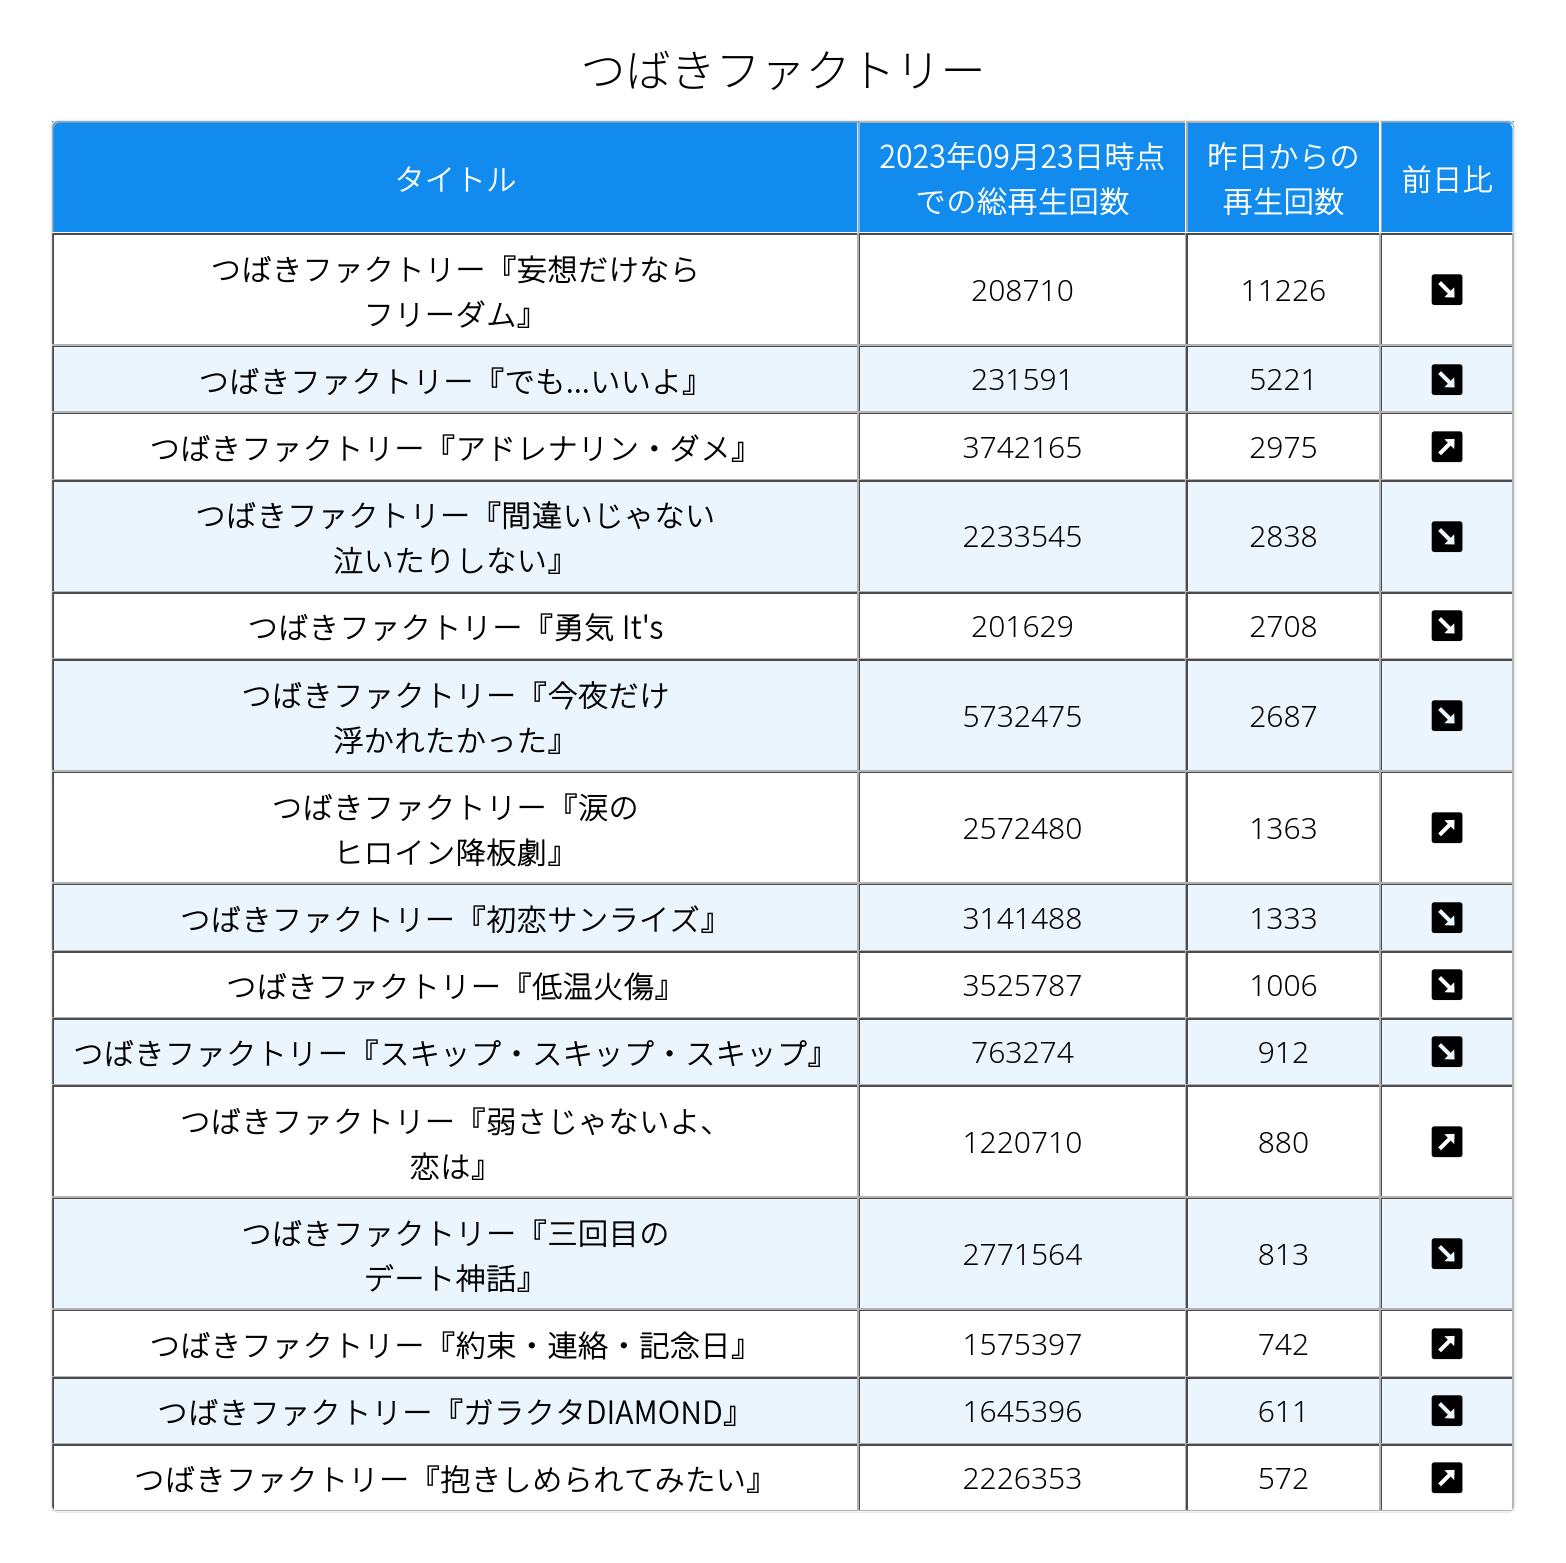 つばきファクトリー
タイトル
2023年09月23日時点
での総再生回数
昨日からの
再生回数
前日比
つばきファクトリー『妄想だけなら
フリーダム』
208710
11226
つばきファクトリー『でも...いいよ』
231591
5221
つばきファクトリー『アドレナリン・ダメ』
3742165
2975
つばきファクトリー『間違いじゃない
泣いたりしない』
2233545
2838
つばきファクトリー『勇気 It's
201629
2708
つばきファクトリー『今夜だけ
浮かれたかった』
5732475
2687
つばきファクトリー『涙の
ヒロイン降板劇』
2572480
1363
つばきファクトリー『初恋サンライズ』
3141488
1333
つばきファクトリー『低温火傷』
3525787
1006
つばきファクトリー『スキップ・スキップ・スキップ』
763274
912
つばきファクトリー『弱さじゃないよ、
恋は』
1220710
880
つばきファクトリー『三回目の
デート神話』
2771564
813
つばきファクトリー『約束・連絡・記念日』
1575397
742
つばきファクトリー『ガラクタDIAMOND』
1645396
611
つばきファクトリー『抱きしめられてみたい』
2226353
572